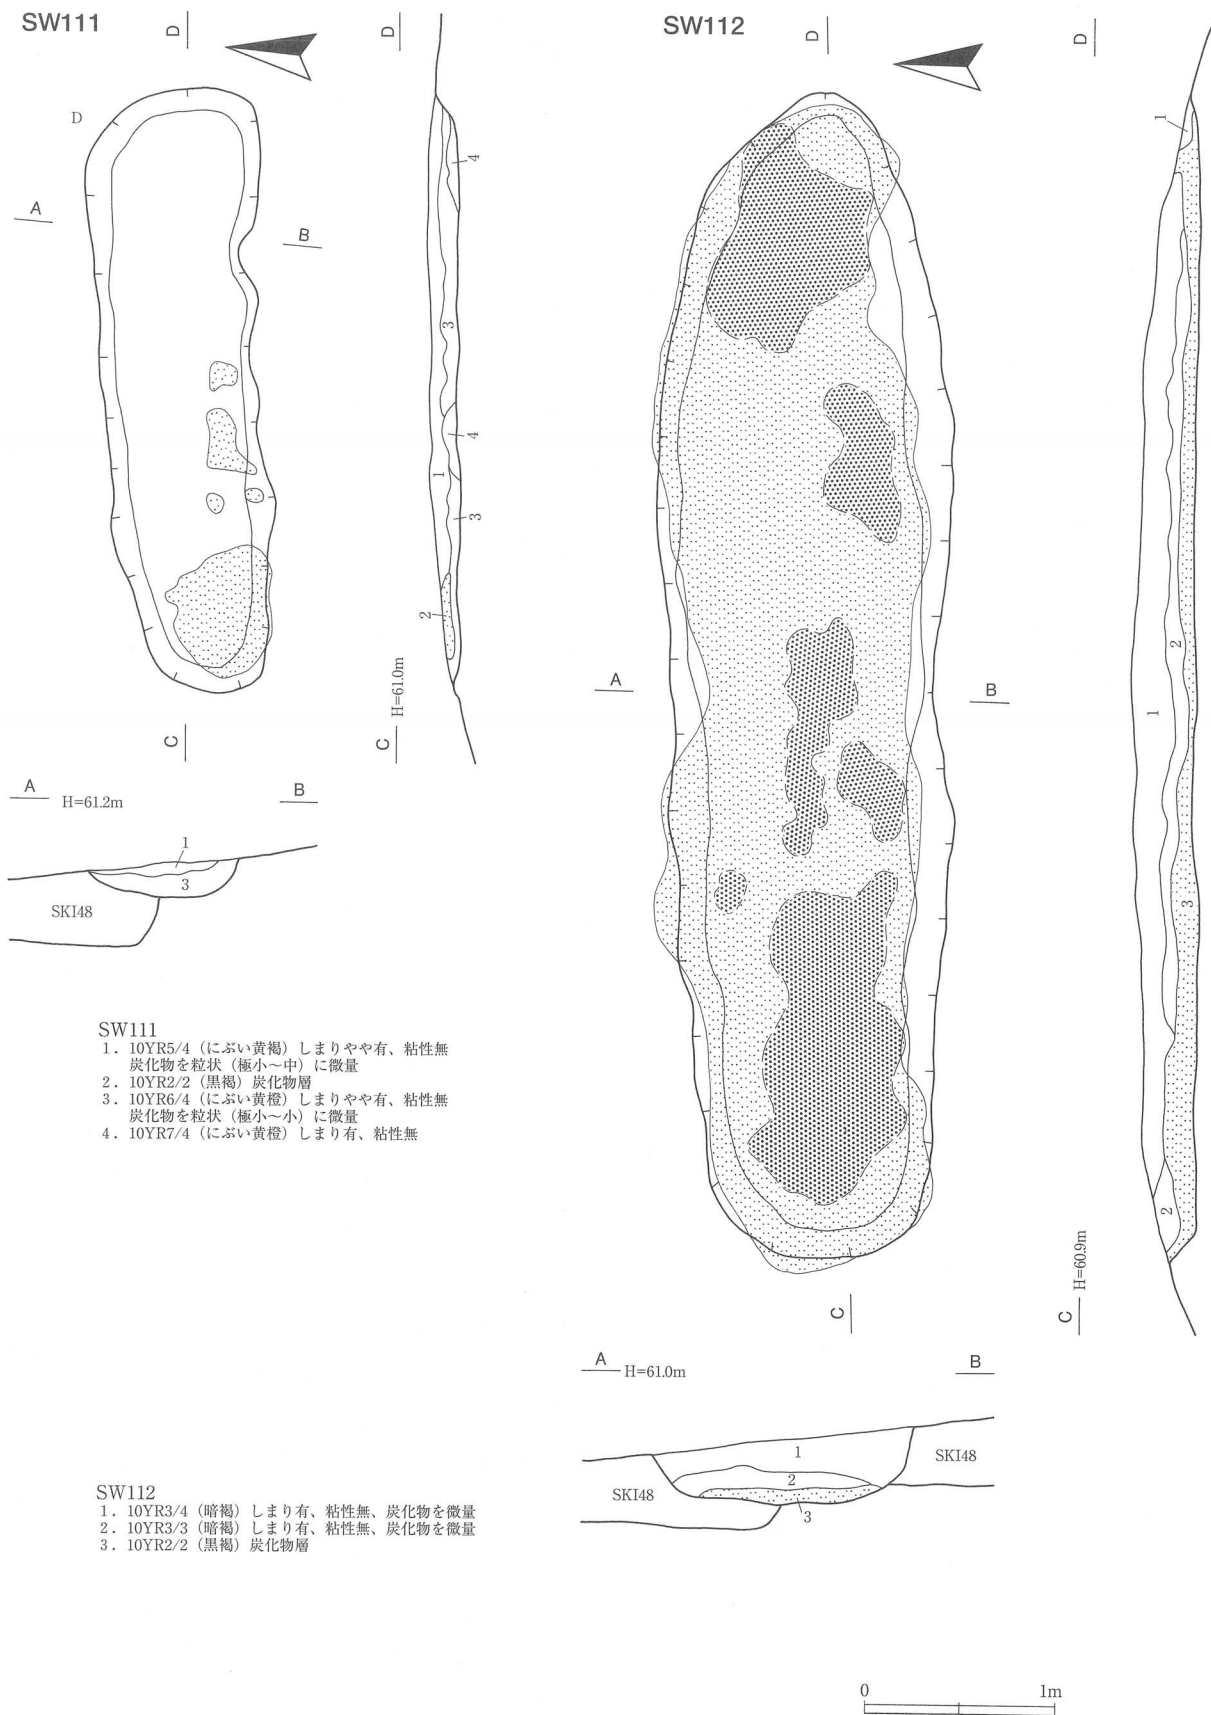 SW111
D
D
D
A
B
4
3
4
1
3
2
C
C
H=61.0m
A
H=61.2m
B
1
3
SKI48
SW111
1．10YR5/4（にぶい黄褐）しまりやや有、粘性無
炭化物を粒状（極小～中）に微量
2．10YR2/2（黒褐）炭化物層
3．10YR6/4（にぶい黄橙）しまりやや有、粘性無
炭化物を粒状（極小～小）に微量
4．10YR7/4（にぶい黄橙）しまり有、粘性無
SW112
D
D
1
A
B
2
1
3
2
C
C
H=60.9m
A
H=61.0m
B
1
2
3
SKI48
SKI48
SW112
1．10YR3/4（暗褐）しまり有、粘性無、炭化物を微量
2．10YR3/3（暗褐）しまり有、粘性無、炭化物を微量
3．10YR2/2（黒褐）炭化物層
0
1m